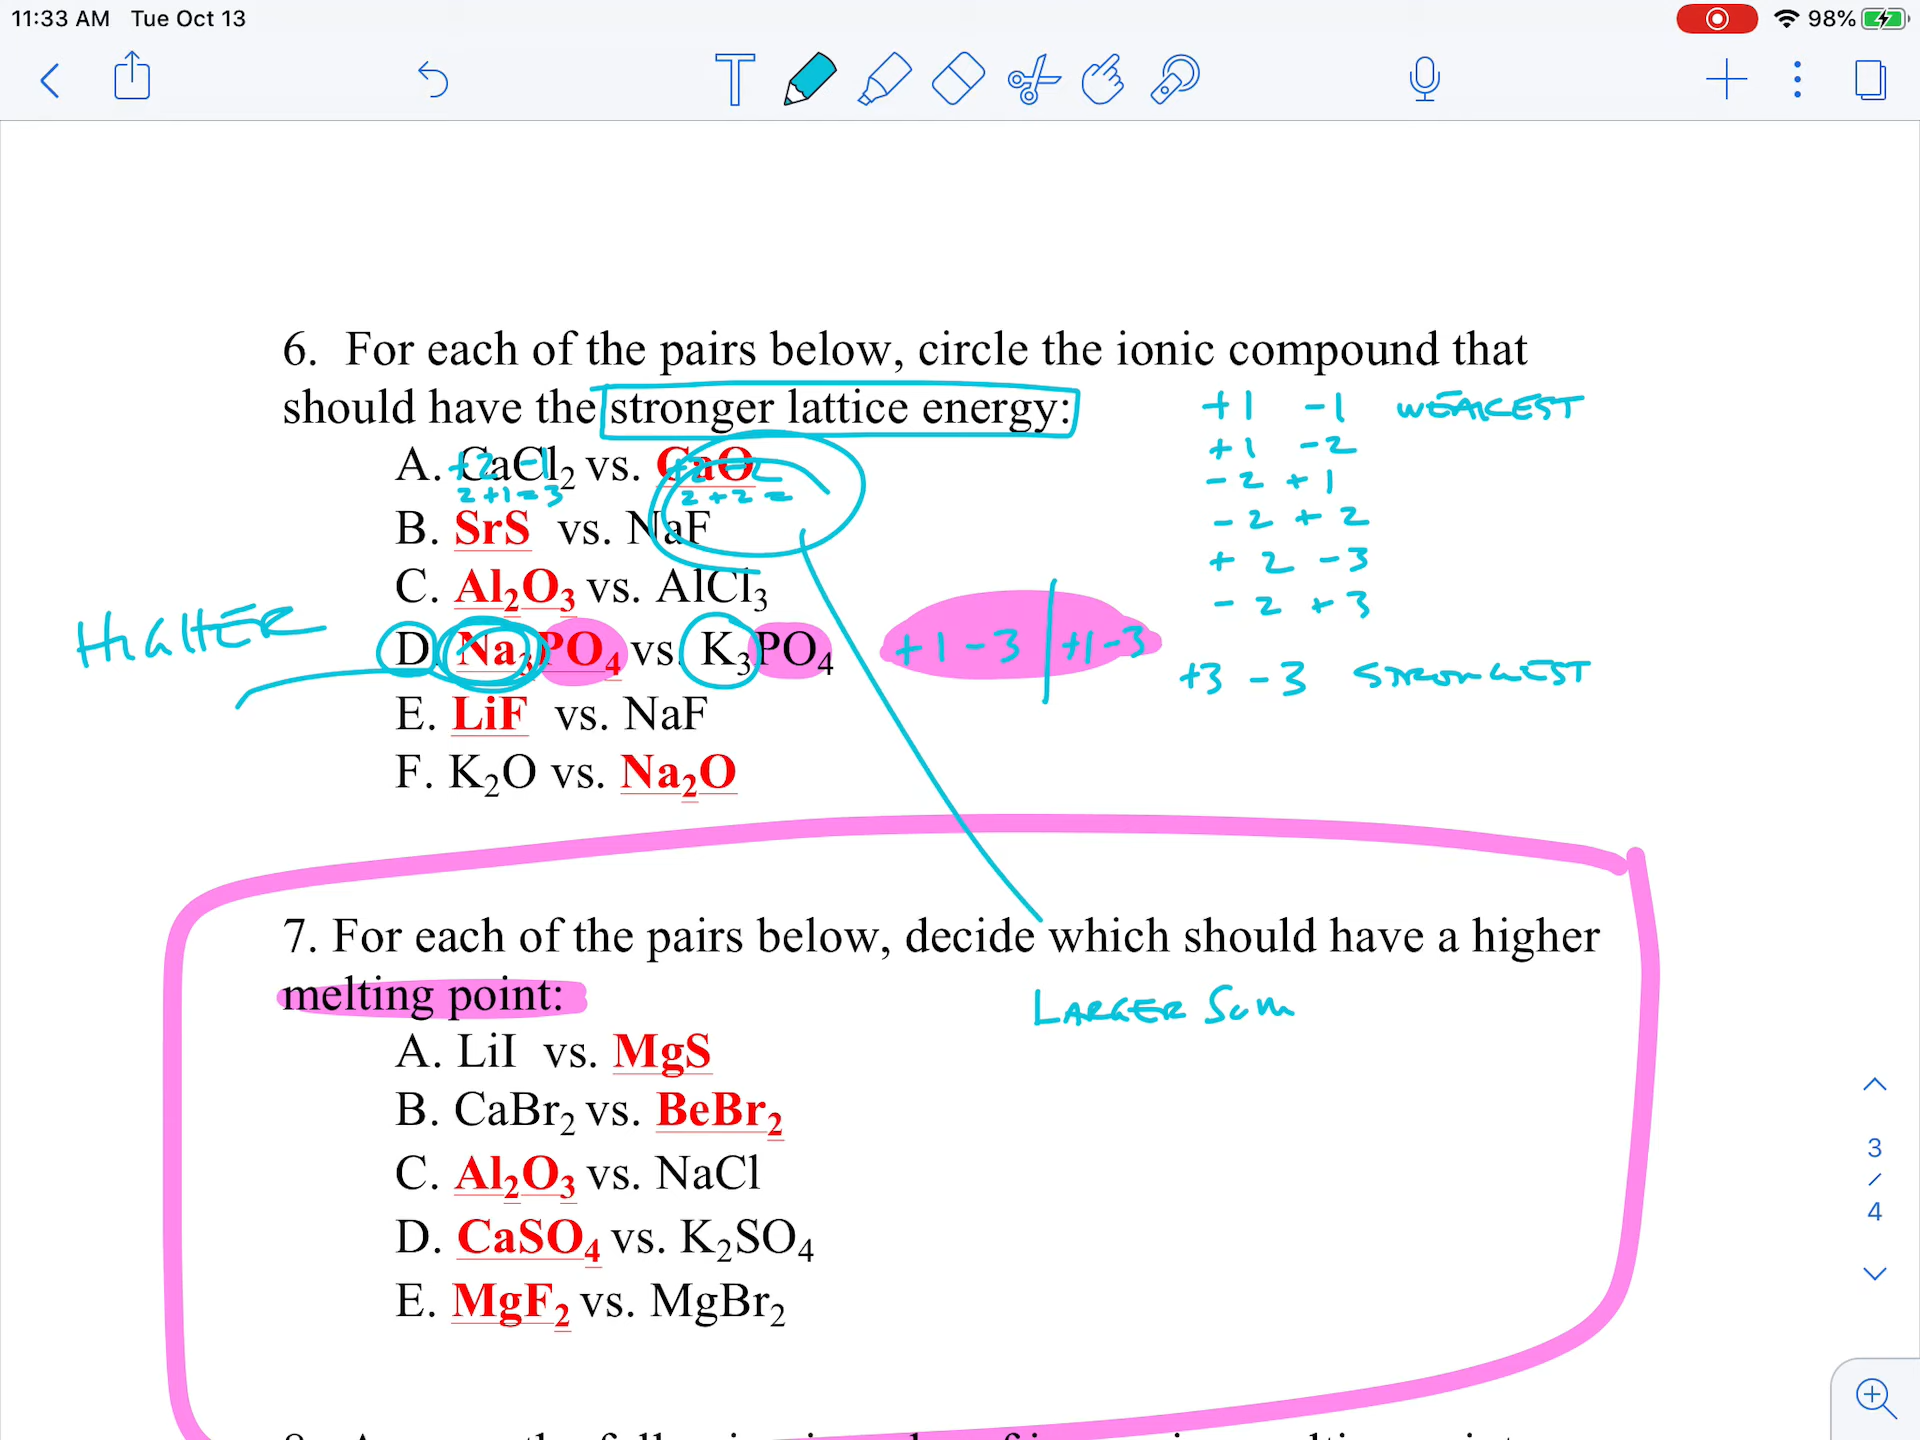 11:33 AM Tue Oct 13
98%
6. For each of the pairs below, circle the ionic compound that
should have the stronger lattice energy:
+1 -1 WEAKEST
+1 -2
-2 +1
-2 +2
+2 -3
-2 +3
+3 -3 STRONGEST
A. CaCl₂ vs. CaO
+2 -1
2+1=3
2+2=
B. SrS vs. NaF
C. Al₂O₃ vs. AlCl₃
HIGHER
D. Na₃PO₄ vs. K₃PO₄
+1 -3 | +1 -3
E. LiF vs. NaF
F. K₂O vs. Na₂O
7. For each of the pairs below, decide which should have a higher
melting point:
LARGER SUM
A. LiI vs. MgS
B. CaBr₂ vs. BeBr₂
C. Al₂O₃ vs. NaCl
D. CaSO₄ vs. K₂SO₄
E. MgF₂ vs. MgBr₂
3
/
4